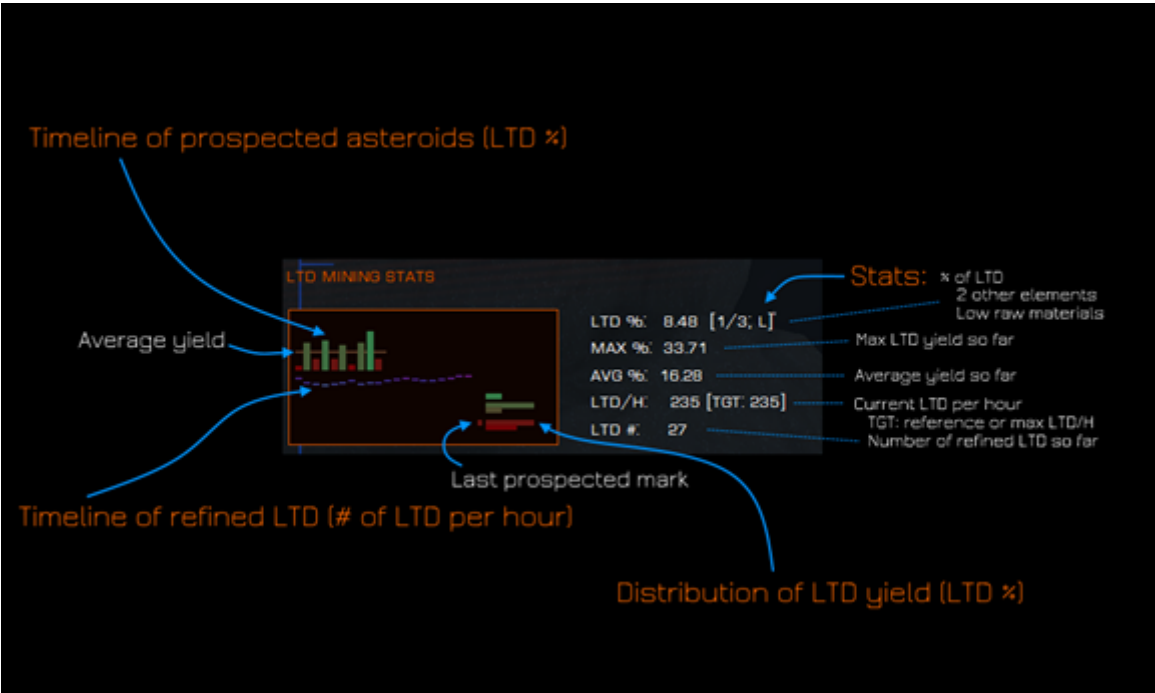 Timeline of prospected asteroids (LTD %)
LTD MINING STATS
Average yield
LTD %: 8.48 [1/3; L]
MAX %: 33.71
AVG %: 16.28
LTD/H: 235 [TGT: 235]
LTD #: 27
Stats: % of LTD
2 other elements
Low raw materials
Max LTD yield so far
Average yield so far
Current LTD per hour
TGT: reference or max LTD/H
Number of refined LTD so far
Last prospected mark
Timeline of refined LTD (# of LTD per hour)
Distribution of LTD yield (LTD %)